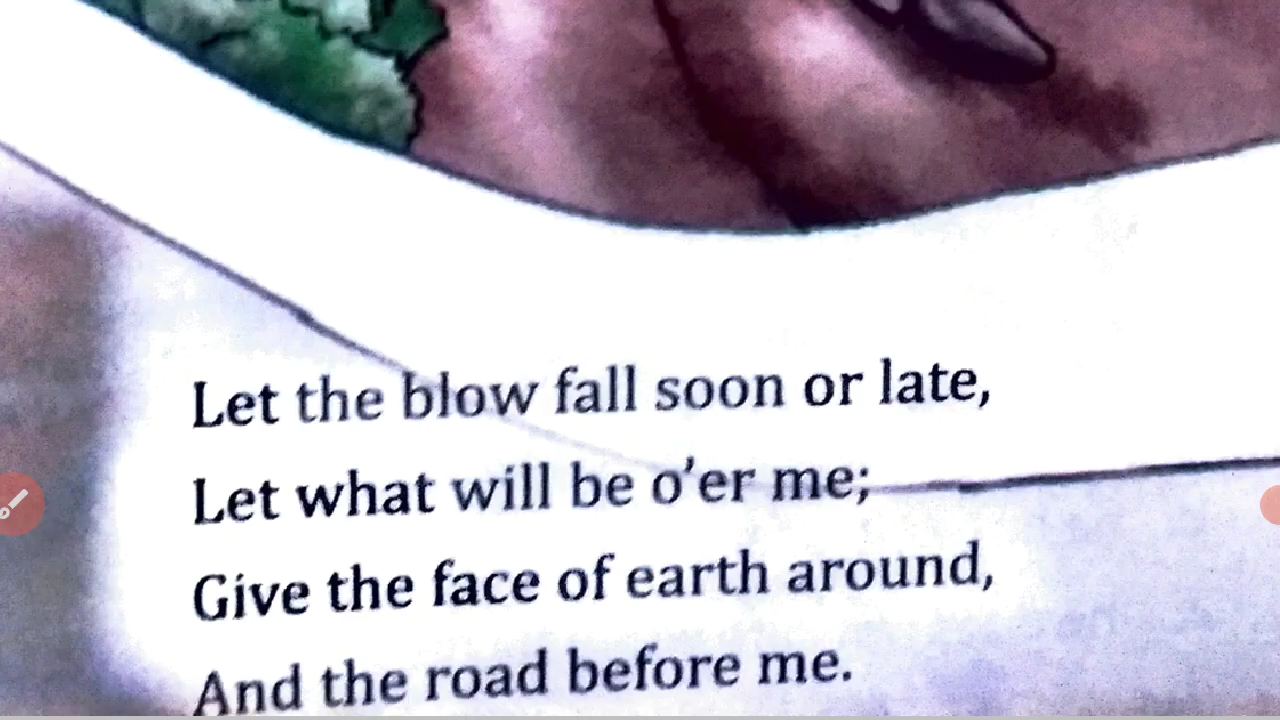 Let the blow fall soon or late,
Let what will be o'er me;
Give the face of earth around,
And the road before me.